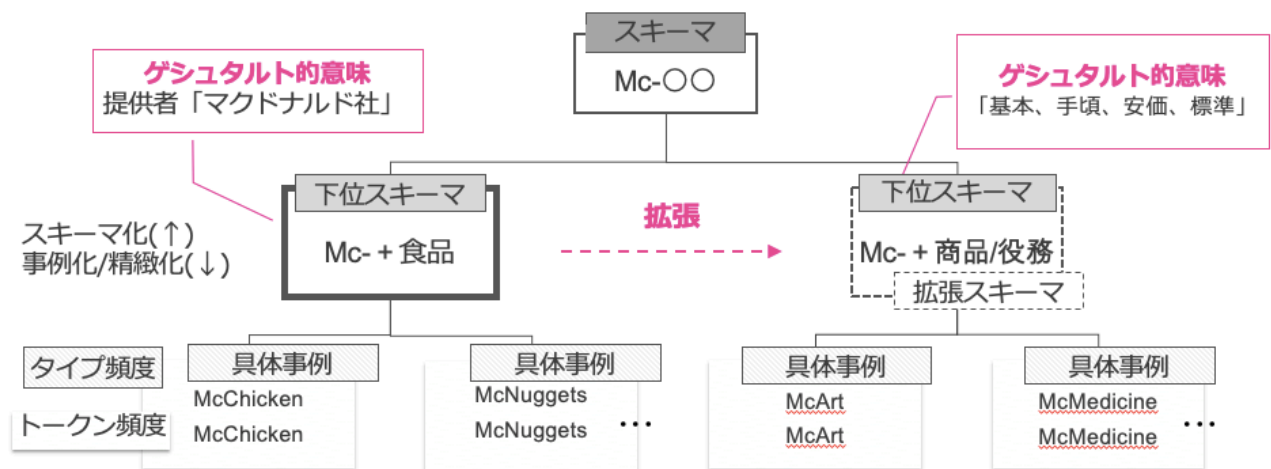 スキーマ
Mc-〇〇
ゲシュタルト的意味
提供者「マクドナルド社」
ゲシュタルト的意味
「基本、手頃、安価、標準」
下位スキーマ
Mc- + 食品
拡張
下位スキーマ
Mc- + 商品/役務
拡張スキーマ
スキーマ化(↑)
事例化/精緻化(↓)
タイプ頻度
トークン頻度
具体事例
McChicken
McChicken
具体事例
McNuggets
McNuggets
…
具体事例
McArt
McArt
具体事例
McMedicine
McMedicine
…